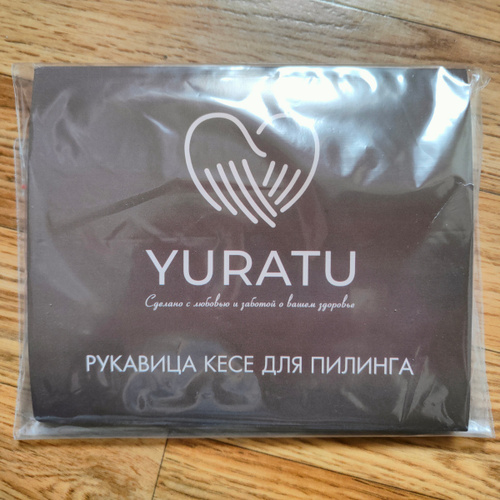 YURATU
Сделано с любовью и заботой о вашем здоровье
РУКАВИЦА КЕСЕ ДЛЯ ПИЛИНГА